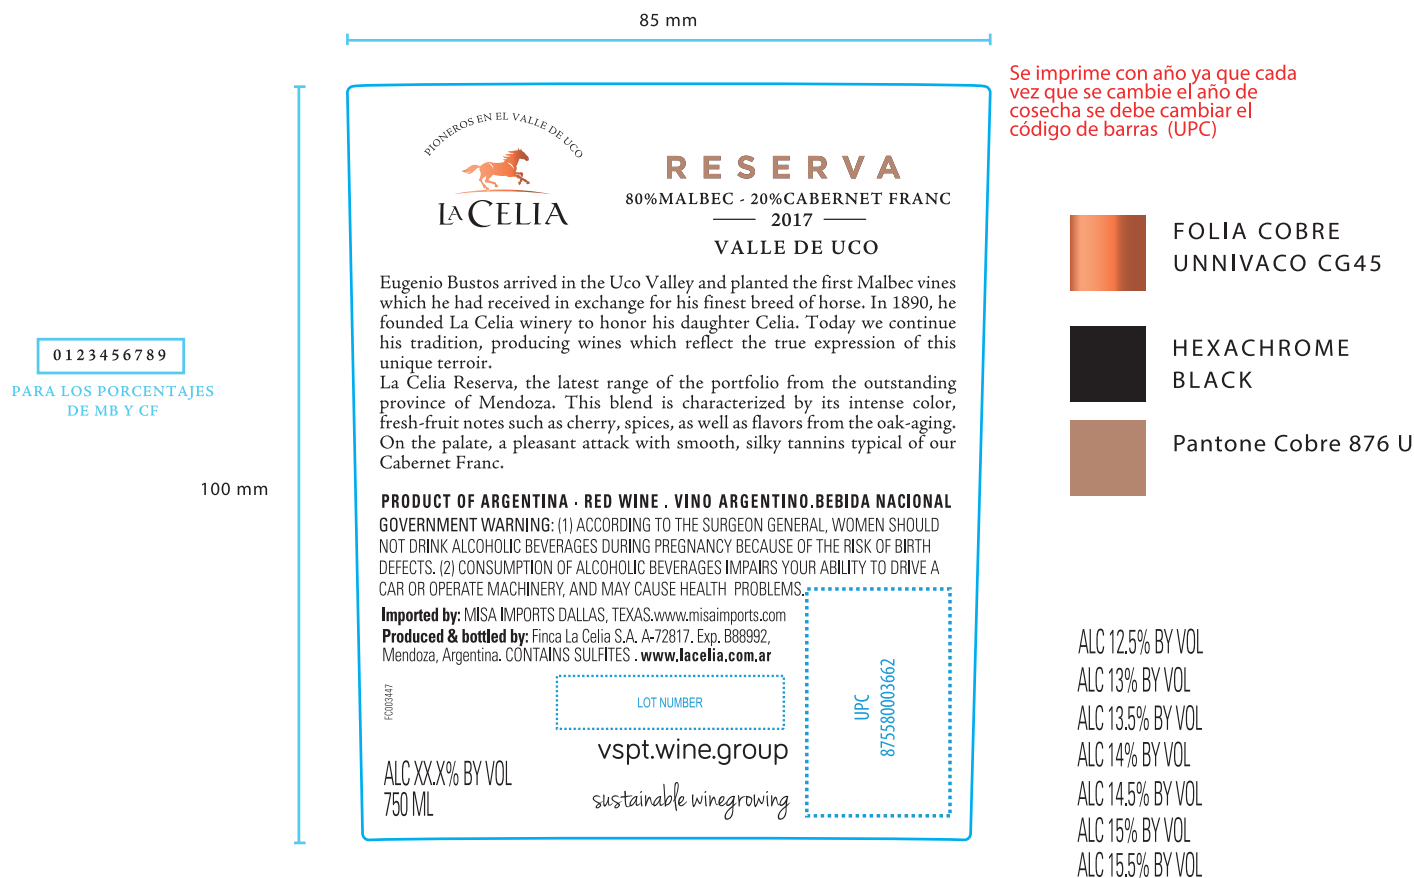 85 mm
Se imprime con año ya que cada
vez que se cambie el año de
cosecha se debe cambiar el
código de barras (UPC)
PIONEROS EN EL VALLE DE UCO
LA CELIA
RESERVA
80%MALBEC - 20%CABERNET FRANC
2017
VALLE DE UCO
Eugenio Bustos arrived in the Uco Valley and planted the first Malbec vines
which he had received in exchange for his finest breed of horse. In 1890, he
founded La Celia winery to honor his daughter Celia. Today we continue
his tradition, producing wines which reflect the true expression of this
unique terroir.
La Celia Reserva, the latest range of the portfolio from the outstanding
province of Mendoza. This blend is characterized by its intense color,
fresh-fruit notes such as cherry, spices, as well as flavors from the oak-aging.
On the palate, a pleasant attack with smooth, silky tannins typical of our
Cabernet Franc.
PRODUCT OF ARGENTINA · RED WINE . VINO ARGENTINO.BEBIDA NACIONAL
GOVERNMENT WARNING: (1) ACCORDING TO THE SURGEON GENERAL, WOMEN SHOULD
NOT DRINK ALCOHOLIC BEVERAGES DURING PREGNANCY BECAUSE OF THE RISK OF BIRTH
DEFECTS. (2) CONSUMPTION OF ALCOHOLIC BEVERAGES IMPAIRS YOUR ABILITY TO DRIVE A
CAR OR OPERATE MACHINERY, AND MAY CAUSE HEALTH PROBLEMS.
Imported by: MISA IMPORTS DALLAS, TEXAS.www.misaimports.com
Produced & bottled by: Finca La Celia S.A. A-72817. Exp. B88992,
Mendoza, Argentina. CONTAINS SULFITES . www.lacelia.com.ar
FC003447
LOT NUMBER
vspt.wine.group
sustainable winegrowing
ALC XX.X% BY VOL
750 ML
UPC
8755800003662
0123456789
PARA LOS PORCENTAJES
DE MB Y CF
100 mm
FOLIA COBRE
UNNIVACO CG45
HEXACHROME
BLACK
Pantone Cobre 876 U
ALC 12.5% BY VOL
ALC 13% BY VOL
ALC 13.5% BY VOL
ALC 14% BY VOL
ALC 14.5% BY VOL
ALC 15% BY VOL
ALC 15.5% BY VOL